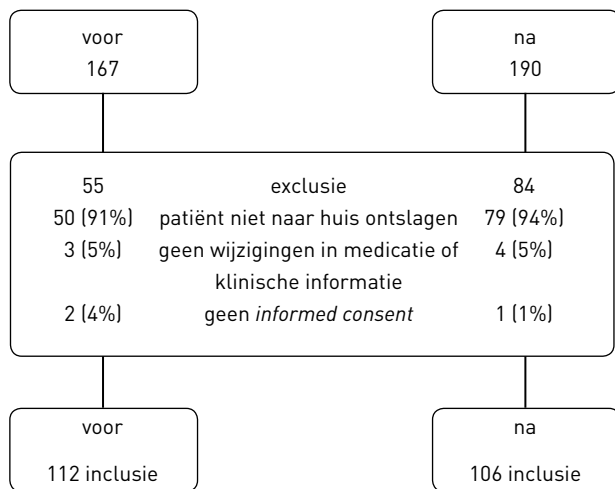 voor
167
na
190
55 exclusie 84
50 (91%) patiënt niet naar huis ontslagen 79 (94%)
3 (5%) geen wijzigingen in medicatie of 4 (5%)
klinische informatie
2 (4%) geen informed consent 1 (1%)
voor
112 inclusie
na
106 inclusie